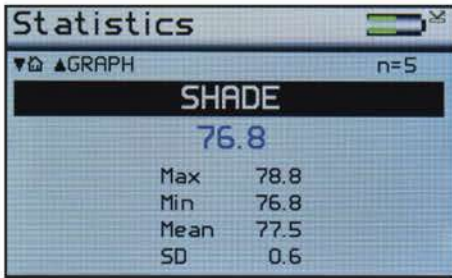 Statistics
▼⌂ ▲GRAPH n=5
SHADE
76.8
Max 78.8
Min 76.8
Mean 77.5
SD 0.6